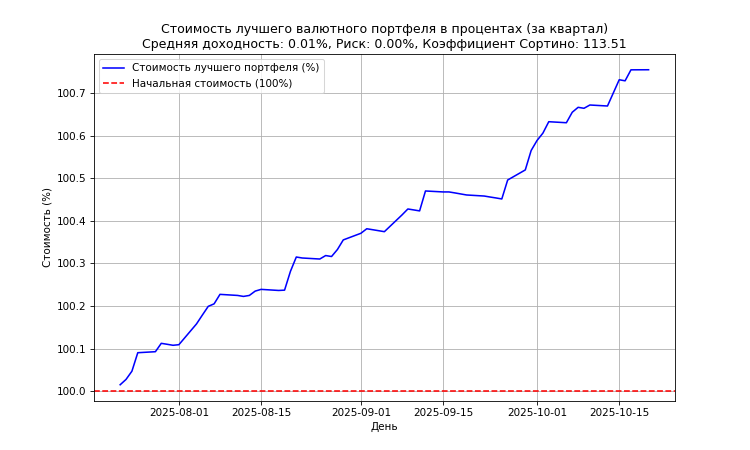 Стоимость лучшего валютного портфеля в процентах (за квартал)
Средняя доходность: 0.01%, Риск: 0.00%, Коэффициент Сортино: 113.51
Стоимость лучшего портфеля (%)
Начальная стоимость (100%)
Стоимость (%)
100.7
100.6
100.5
100.4
100.3
100.2
100.1
100.0
2025-08-01 2025-08-15 2025-09-01 2025-09-15 2025-10-01 2025-10-15
День